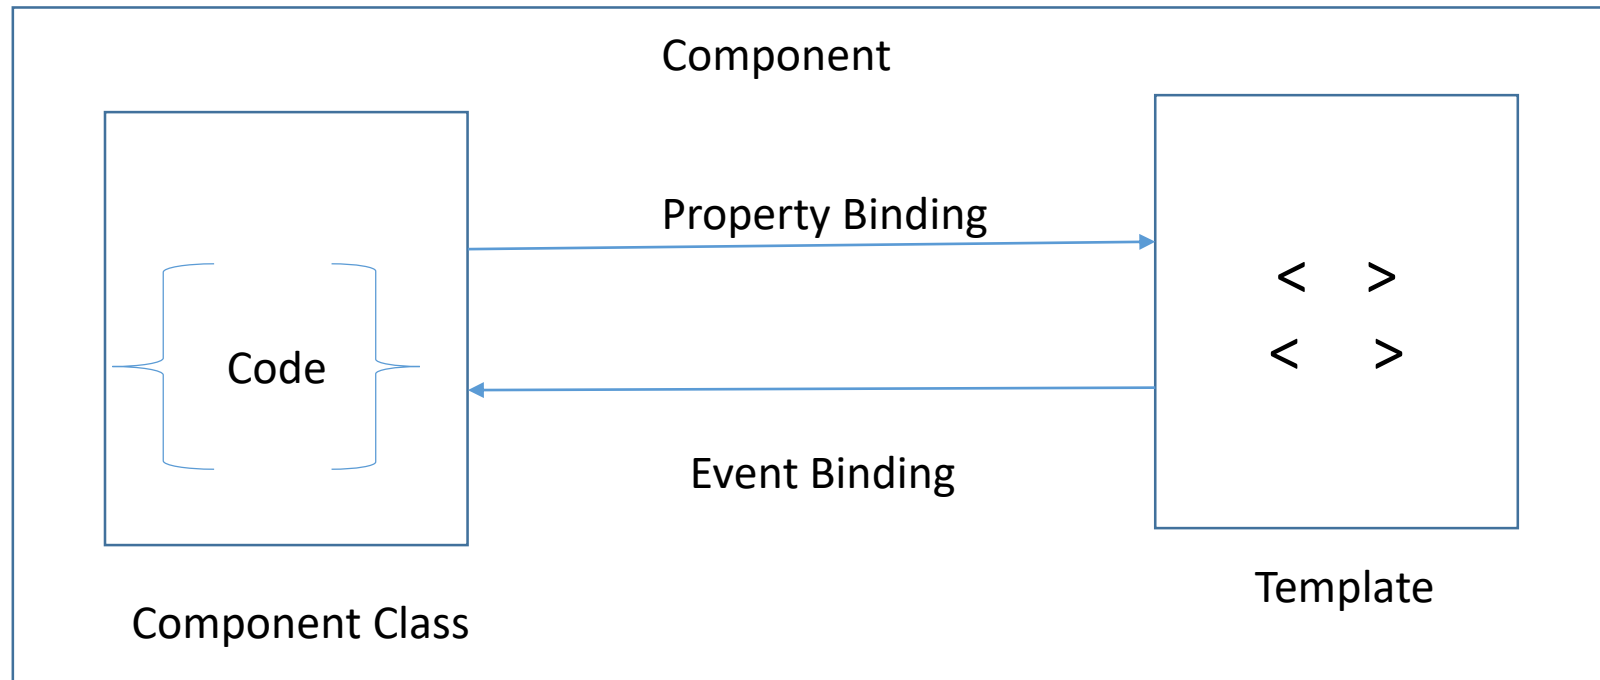 Component
Property Binding
< >
< >
Code
Event Binding
Template
Component Class